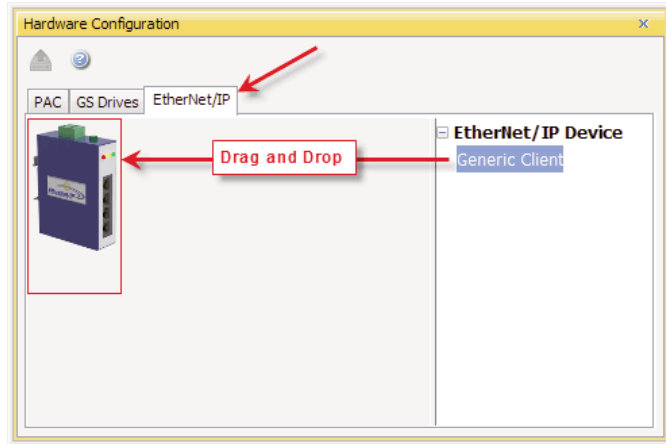 Hardware Configuration
PAC
GS Drives
EtherNet/IP
EtherNet/IP Device
Drag and Drop
Generic Client